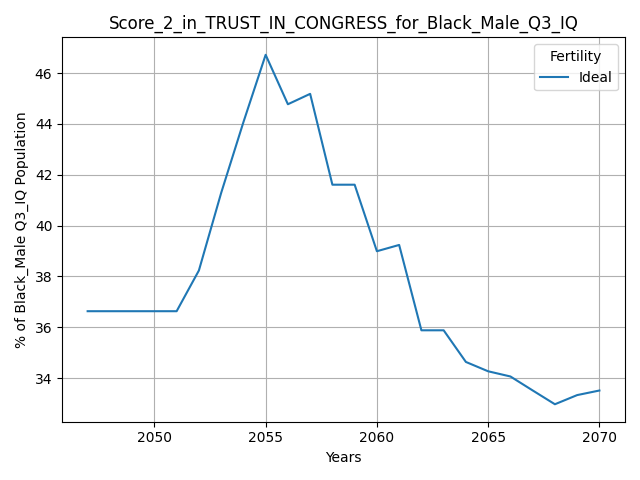 Score_2_in_TRUST_IN_CONGRESS_for_Black_Male_Q3_IQ
Fertility
Ideal
% of Black_Male Q3_IQ Population
46
44
42
40
38
36
34
2050 2055 2060 2065 2070
Years